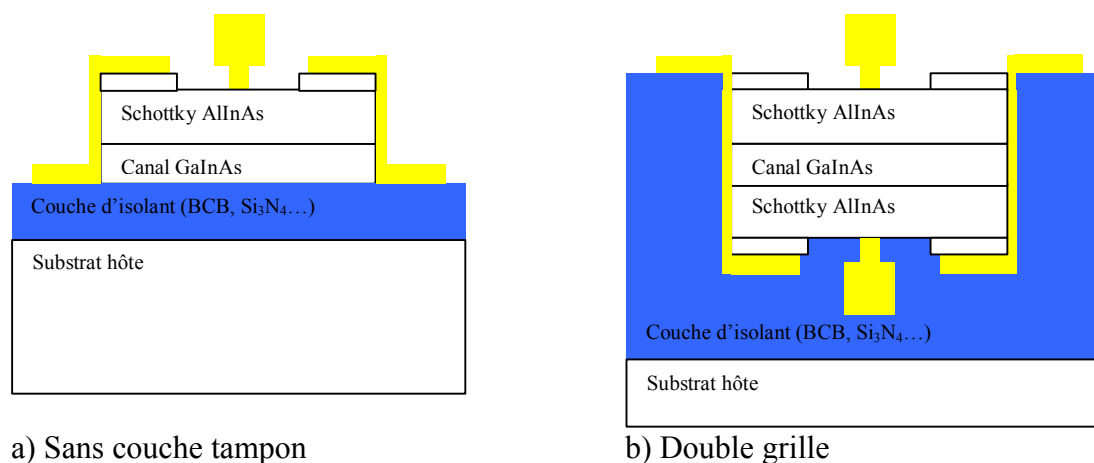 Schottky AlInAs
Canal GaInAs
Couche d'isolant (BCB, Si₃N₄…)
Substrat hôte
a) Sans couche tampon
Schottky AlInAs
Canal GaInAs
Schottky AlInAs
Couche d'isolant (BCB, Si₃N₄…)
Substrat hôte
b) Double grille